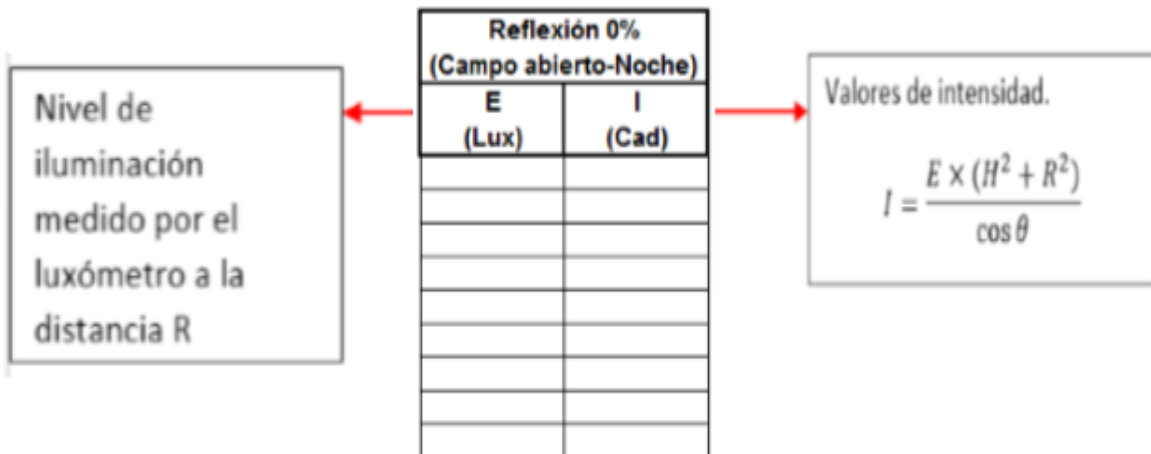 Nivel de
iluminación
medido por el
luxómetro a la
distancia R
Reflexión 0%
(Campo abierto-Noche)
E I
(Lux) (Cad)
Valores de intensidad.
I = E × (H² + R²) / cos θ